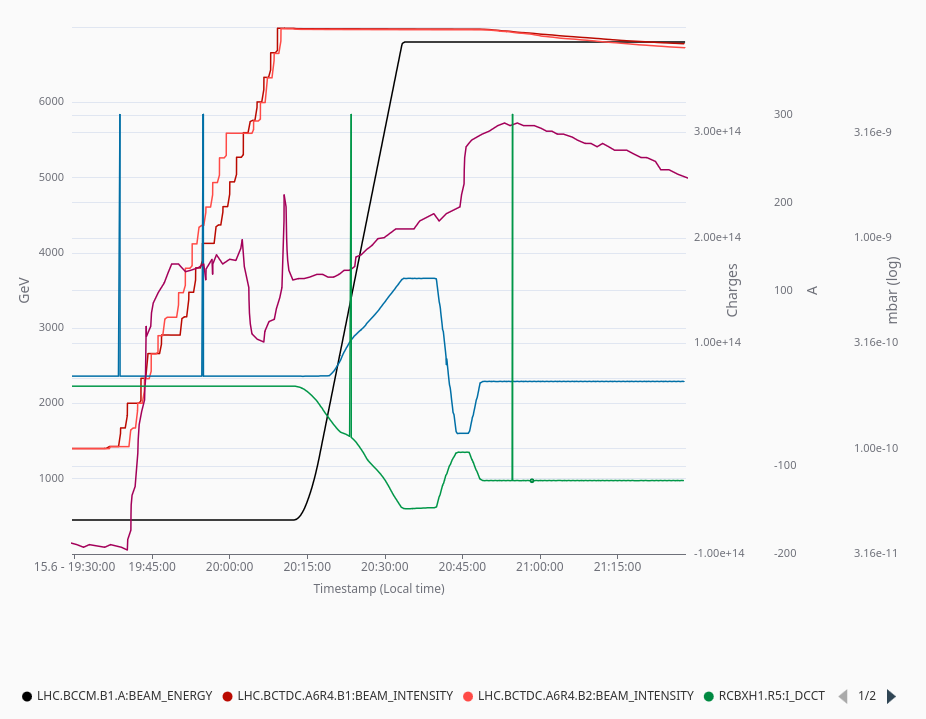 6000
5000
4000
3000
2000
1000
GeV
3.00e+14
2.00e+14
1.00e+14
-1.00e+14
Charges
300
200
100
-100
-200
A
3.16e-9
1.00e-9
3.16e-10
1.00e-10
3.16e-11
mbar (log)
15.6 - 19:30:00 19:45:00 20:00:00 20:15:00 20:30:00 20:45:00 21:00:00 21:15:00
Timestamp (Local time)
LHC.BCCM.B1.A:BEAM_ENERGY LHC.BCTDC.A6R4.B1:BEAM_INTENSITY LHC.BCTDC.A6R4.B2:BEAM_INTENSITY RCBXH1.R5:I_DCCT 1/2